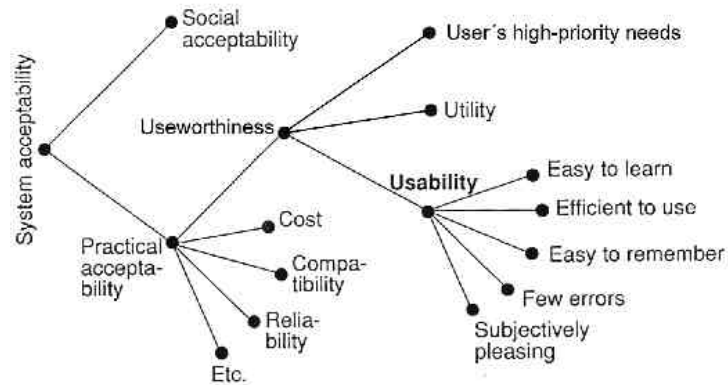 System acceptability
Social
acceptability
Practical
accepta-
bility
Useworthiness
Cost
Compa-
tibility
Relia-
bility
Etc.
User´s high-priority needs
Utility
Usability
Easy to learn
Efficient to use
Easy to remember
Few errors
Subjectively
pleasing